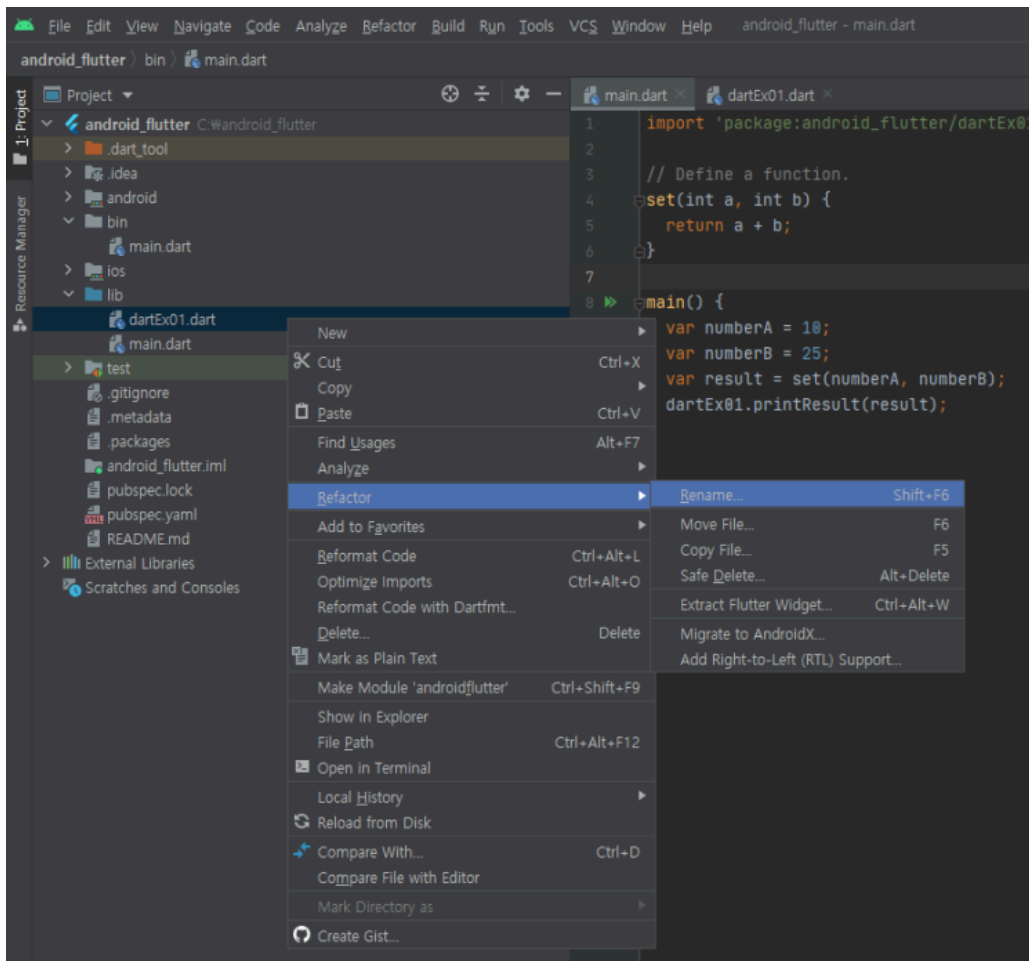 File Edit View Navigate Code Analyze Refactor Build Run Tools VCS Window Help android_flutter - main.dart
android_flutter bin main.dart
1: Project
Resource Manager
Project
android_flutter C:₩android_flutter
.dart_tool
.idea
android
bin
main.dart
ios
lib
dartEx01.dart
main.dart
test
.gitignore
.metadata
.packages
android_flutter.iml
pubspec.lock
pubspec.yaml
README.md
External Libraries
Scratches and Consoles
main.dart dartEx01.dart
1 import 'package:android_flutter/dartEx0
2
3 // Define a function.
4 set(int a, int b) {
5 return a + b;
6 }
7
8 main() {
var numberA = 10;
var numberB = 25;
var result = set(numberA, numberB);
dartEx01.printResult(result);
New
Cut Ctrl+X
Copy
Paste Ctrl+V
Find Usages Alt+F7
Analyze
Refactor
Add to Favorites
Reformat Code Ctrl+Alt+L
Optimize Imports Ctrl+Alt+O
Reformat Code with Dartfmt...
Delete... Delete
Mark as Plain Text
Make Module 'androidflutter' Ctrl+Shift+F9
Show in Explorer
File Path Ctrl+Alt+F12
Open in Terminal
Local History
Reload from Disk
Compare With... Ctrl+D
Compare File with Editor
Mark Directory as
Create Gist...
Rename... Shift+F6
Move File... F6
Copy File... F5
Safe Delete... Alt+Delete
Extract Flutter Widget... Ctrl+Alt+W
Migrate to AndroidX...
Add Right-to-Left (RTL) Support...